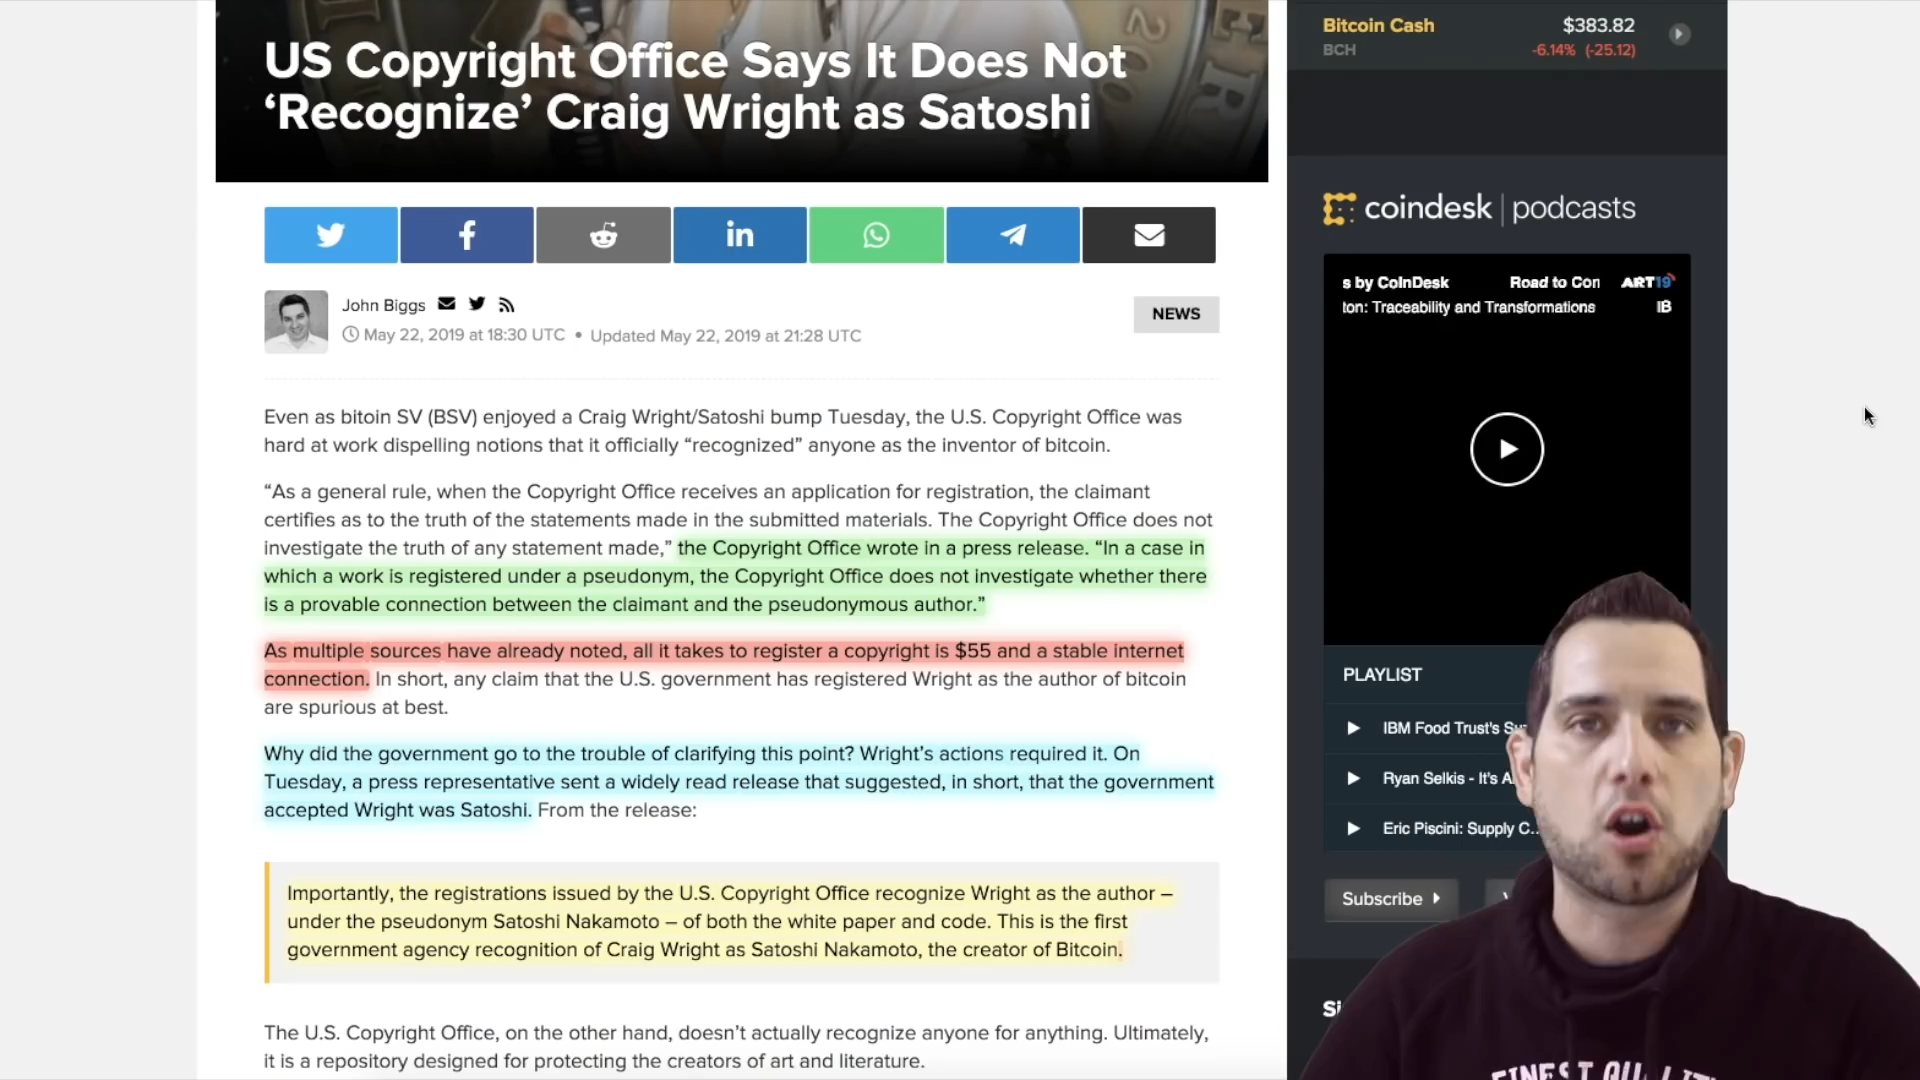 US Copyright Office Says It Does Not
‘Recognize’ Craig Wright as Satoshi
John Biggs
May 22, 2019 at 18:30 UTC • Updated May 22, 2019 at 21:28 UTC
NEWS
Even as bitoin SV (BSV) enjoyed a Craig Wright/Satoshi bump Tuesday, the U.S. Copyright Office was
hard at work dispelling notions that it officially “recognized” anyone as the inventor of bitcoin.
“As a general rule, when the Copyright Office receives an application for registration, the claimant
certifies as to the truth of the statements made in the submitted materials. The Copyright Office does not
investigate the truth of any statement made,” the Copyright Office wrote in a press release. “In a case in
which a work is registered under a pseudonym, the Copyright Office does not investigate whether there
is a provable connection between the claimant and the pseudonymous author.”
As multiple sources have already noted, all it takes to register a copyright is $55 and a stable internet
connection. In short, any claim that the U.S. government has registered Wright as the author of bitcoin
are spurious at best.
Why did the government go to the trouble of clarifying this point? Wright’s actions required it. On
Tuesday, a press representative sent a widely read release that suggested, in short, that the government
accepted Wright was Satoshi. From the release:
Importantly, the registrations issued by the U.S. Copyright Office recognize Wright as the author –
under the pseudonym Satoshi Nakamoto – of both the white paper and code. This is the first
government agency recognition of Craig Wright as Satoshi Nakamoto, the creator of Bitcoin.
The U.S. Copyright Office, on the other hand, doesn’t actually recognize anyone for anything. Ultimately,
it is a repository designed for protecting the creators of art and literature.
Bitcoin Cash $383.82
BCH -6.14% (-25.12)
coindesk | podcasts
s by CoinDesk Road to Con ART19
ton: Traceability and Transformations
PLAYLIST
IBM Food Trust's Su
Ryan Selkis - It's A
Eric Piscini: Supply C...
Subscribe
Si
FINEST